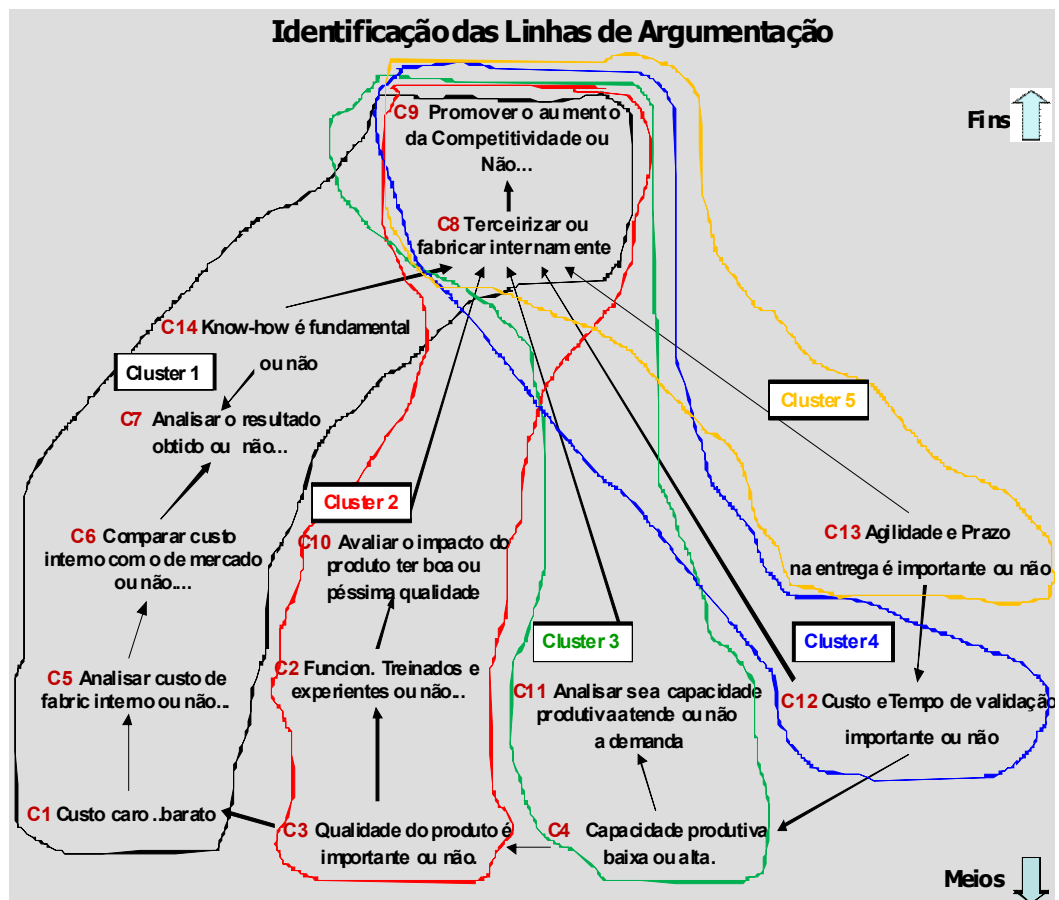 Identificação das Linhas de Argumentação
Fins
C9 Promover o aumento
da Competitividade ou
Não...
C8 Terceirizar ou
fabricar internamente
C14 Know-how é fundamental
ou não
Cluster 1
C7 Analisar o resultado
obtido ou não...
Cluster 5
Cluster 2
C6 Comparar custo
interno com o de mercado
ou não....
C10 Avaliar o impacto do
produto ter boa ou
péssima qualidade
C13 Agilidade e Prazo
na entrega é importante ou não
Cluster 3
Cluster 4
C5 Analisar custo de
fabric interno ou não...
C2 Funcion. Treinados e
experientes ou não...
C11 Analisar se a capacidade
produtiva atende ou não
a demanda
C12 Custo e Tempo de validação
importante ou não
C1 Custo caro ..barato
C3 Qualidade do produto é
importante ou não.
C4 Capacidade produtiva
baixa ou alta.
Meios